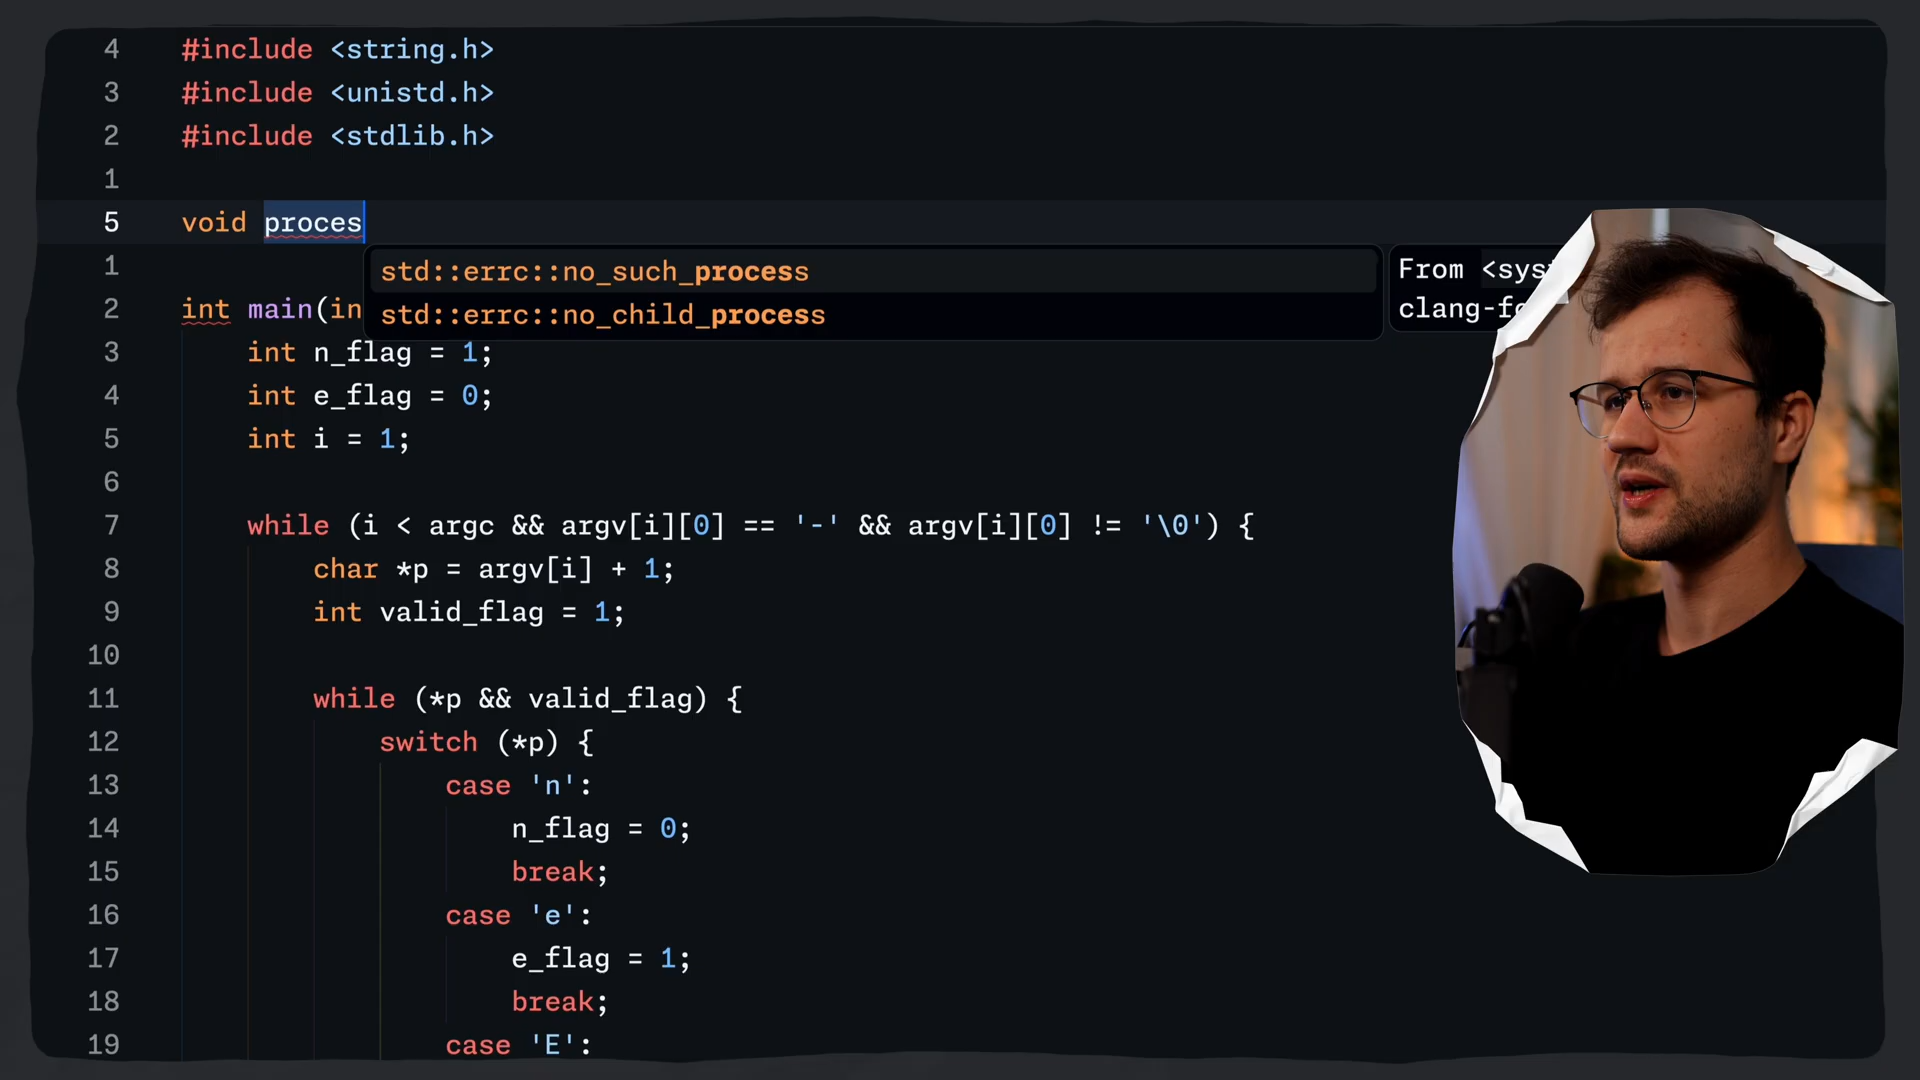 4 #include <string.h>
3 #include <unistd.h>
2 #include <stdlib.h>
1
5 void proces
1 std::errc::no_such_process From <sys
2 int main(in std::errc::no_child_process
3 int n_flag = 1;
4 int e_flag = 0;
5 int i = 1;
6
7 while (i < argc && argv[i][0] == '-' && argv[i][0] != '\0') {
8 char *p = argv[i] + 1;
9 int valid_flag = 1;
10
11 while (*p && valid_flag) {
12 switch (*p) {
13 case 'n':
14 n_flag = 0;
15 break;
16 case 'e':
17 e_flag = 1;
18 break;
19 case 'E':